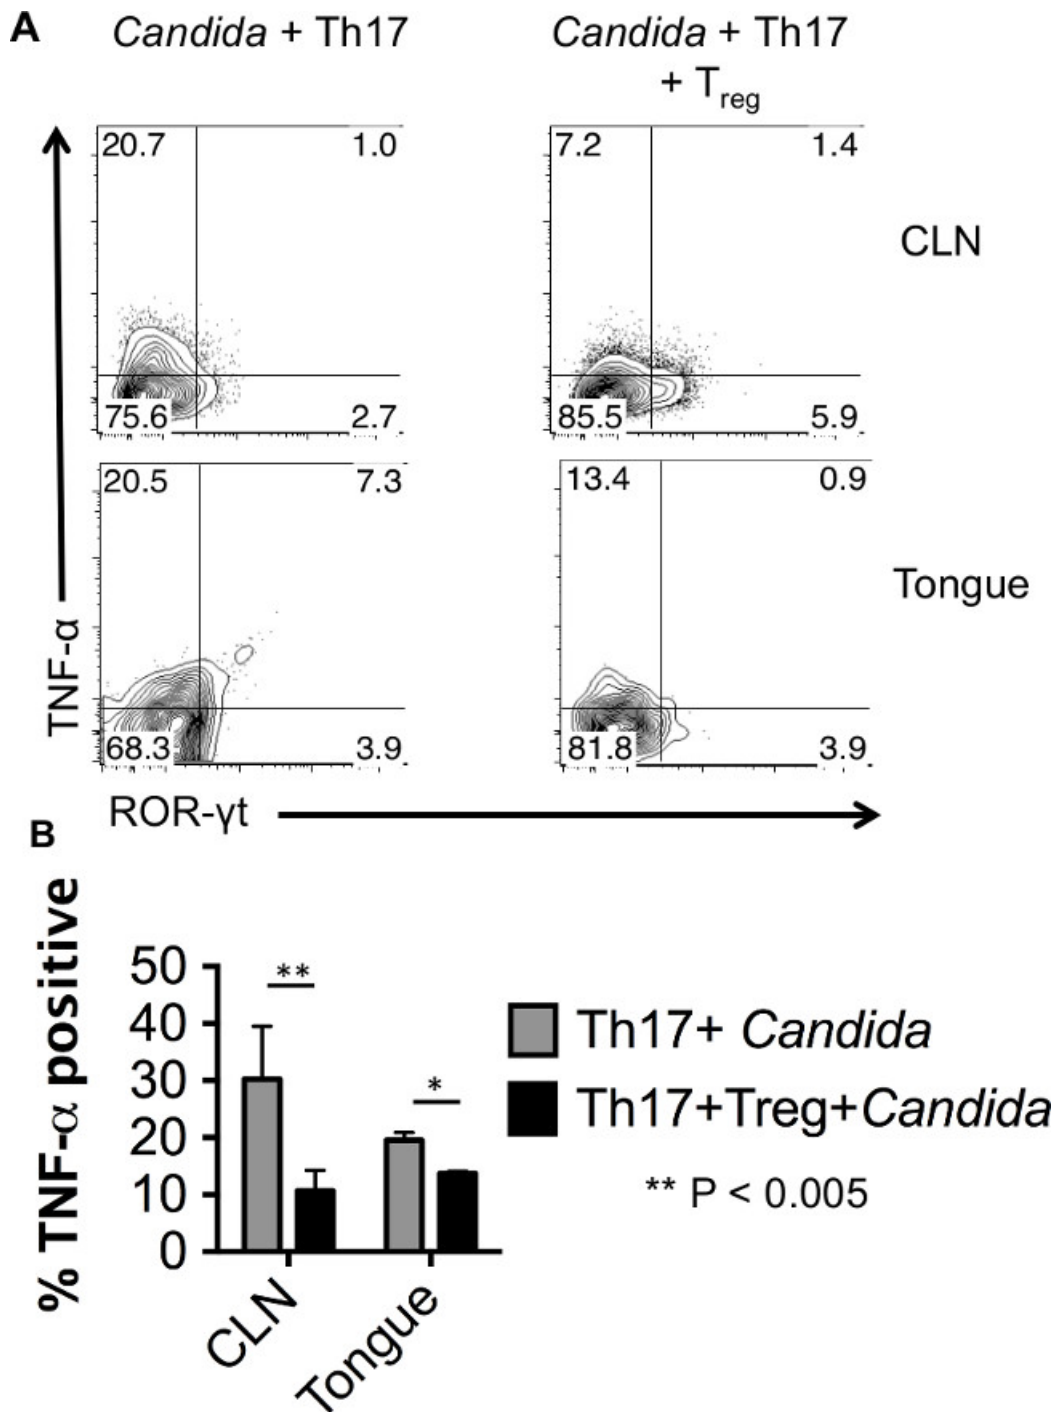 A
Candida + Th17
Candida + Th17
+ Treg
20.7 1.0
7.2 1.4
CLN
75.6 2.7
85.5 5.9
20.5 7.3
13.4 0.9
Tongue
TNF-α
68.3 3.9
81.8 3.9
ROR-γt
B
% TNF-α positive
50
40
30
20
10
0
**
*
CLN
Tongue
Th17+ Candida
Th17+Treg+Candida
** P < 0.005